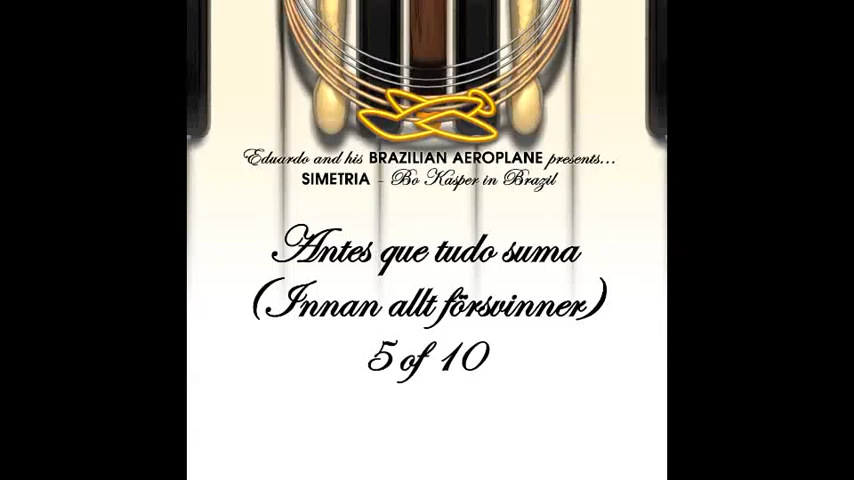 Eduardo and his BRAZILIAN AEROPLANE presents...
SIMETRIA - Bo Kasper in Brazil
Antes que tudo suma
(Innan allt försvinner)
5 of 10